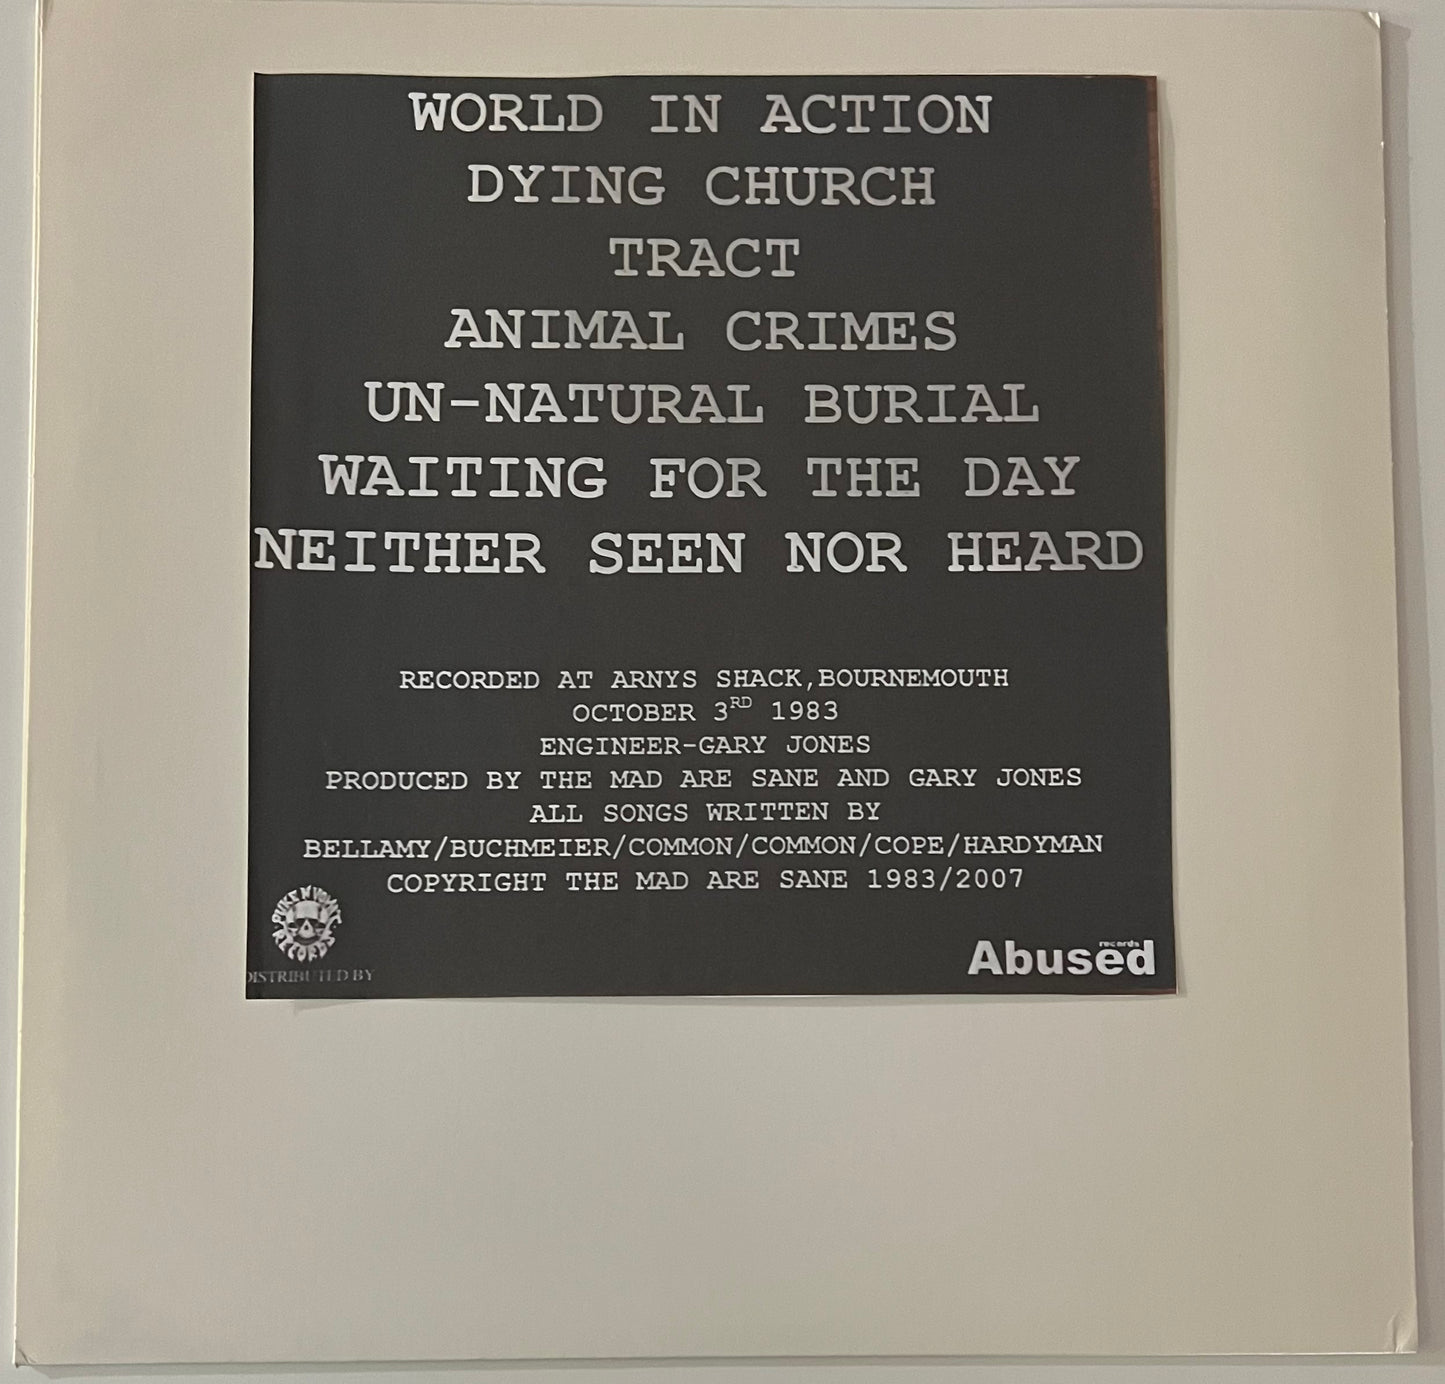 WORLD IN ACTION
DYING CHURCH
TRACT
ANIMAL CRIMES
UN-NATURAL BURIAL
WAITING FOR THE DAY
NEITHER SEEN NOR HEARD
RECORDED AT ARNYS SHACK,BOURNEMOUTH
OCTOBER 3RD 1983
ENGINEER-GARY JONES
PRODUCED BY THE MAD ARE SANE AND GARY JONES
ALL SONGS WRITTEN BY
BELLAMY/BUCHMEIER/COMMON/COMMON/COPE/HARDYMAN
COPYRIGHT THE MAD ARE SANE 1983/2007
PUKE N VOMIT RECORDS
DISTRIBUTED BY
records
Abused